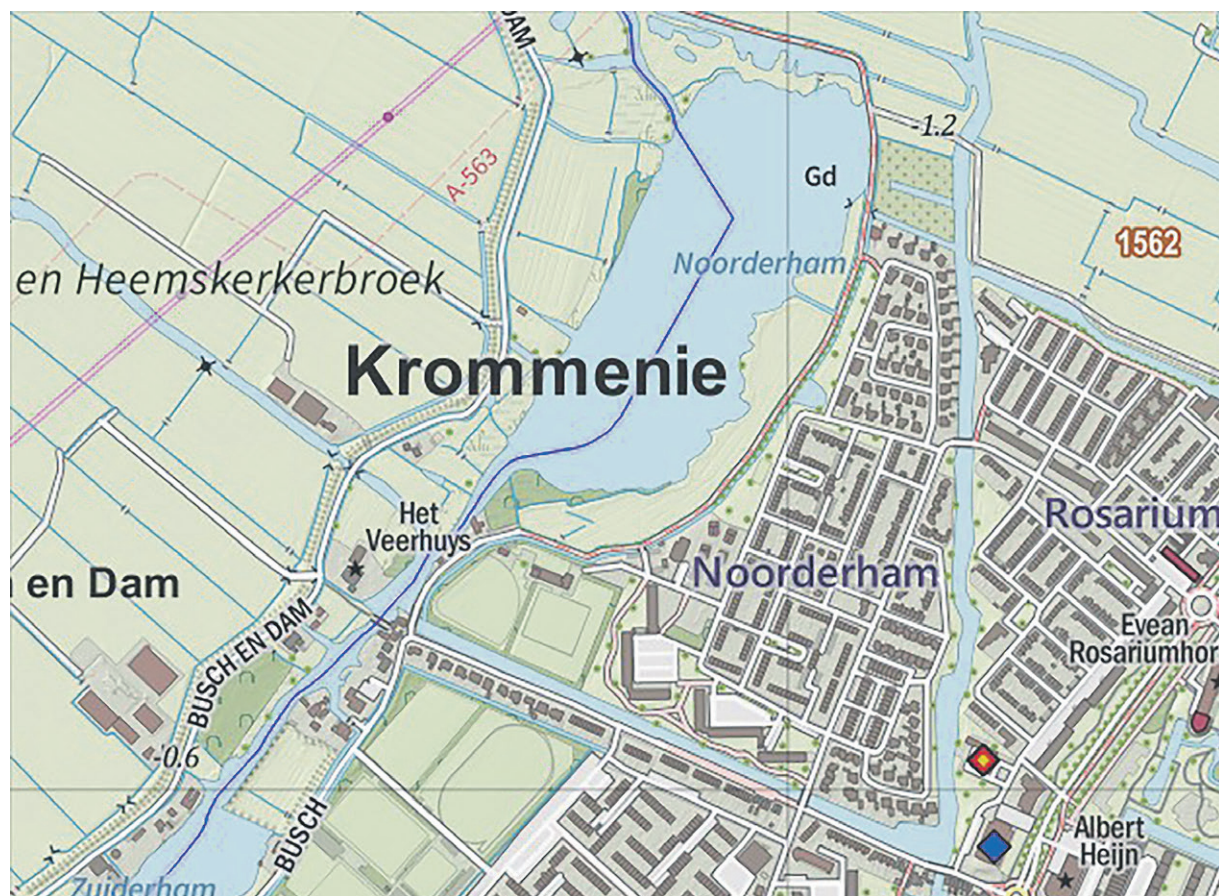 DAM
-1.2
A-563
Gd
1562
Noorderham
en Heemskerkerbroek
Krommenie
Het
Veerhuys
Rosarium
Noorderham
en Dam
BUSCH EN DAM
Evean
Rosariumhor
-0.6
BUSCH
Albert
Heijn
Zuiderham